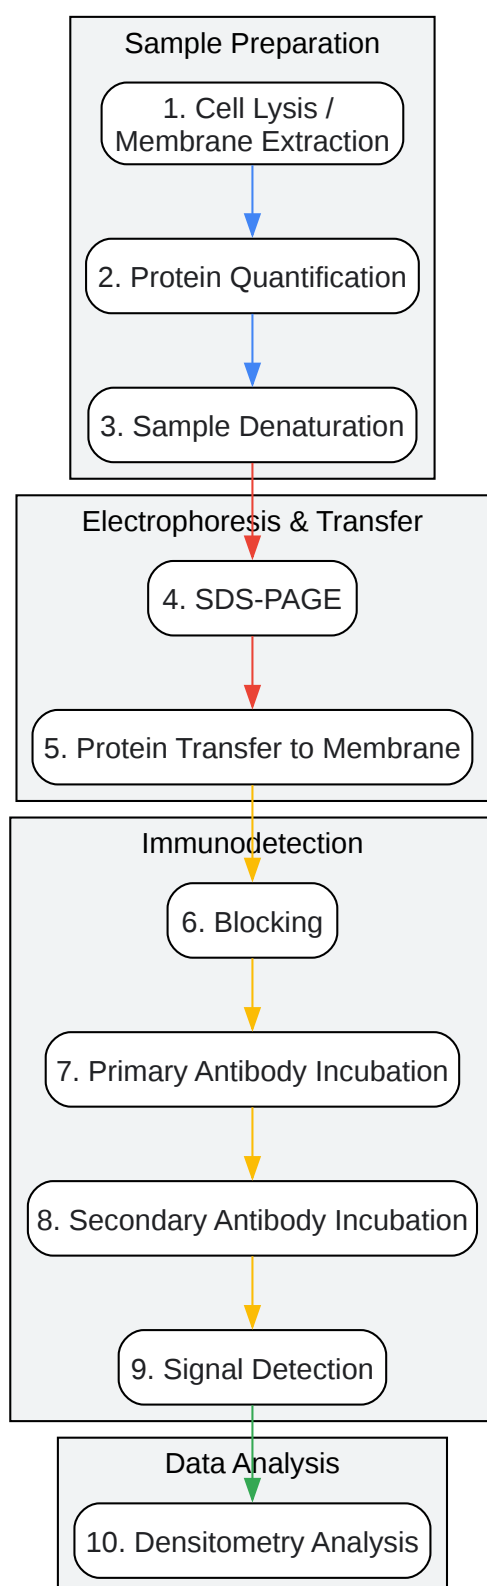 Sample Preparation
1. Cell Lysis /
Membrane Extraction
2. Protein Quantification
3. Sample Denaturation
Electrophoresis & Transfer
4. SDS-PAGE
5. Protein Transfer to Membrane
Immunodetection
6. Blocking
7. Primary Antibody Incubation
8. Secondary Antibody Incubation
9. Signal Detection
Data Analysis
10. Densitometry Analysis